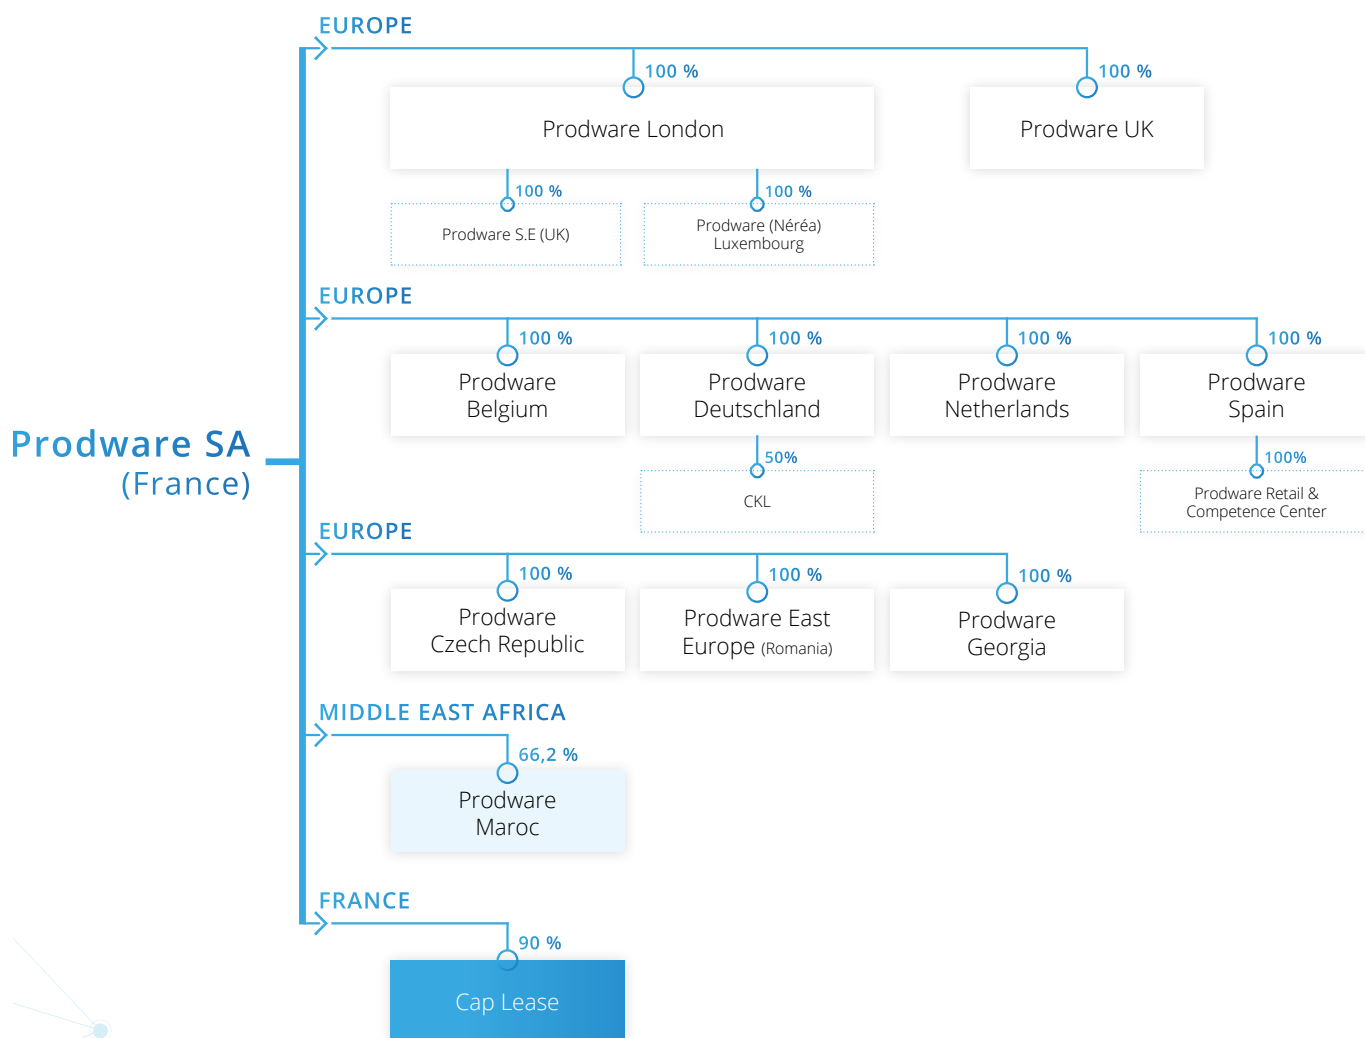 EUROPE
100 %
100 %
Prodware London
Prodware UK
100 %
100 %
Prodware S.E (UK)
Prodware (Néréa)
Luxembourg
EUROPE
100 %
100 %
100 %
100 %
Prodware
Belgium
Prodware
Deutschland
Prodware
Netherlands
Prodware
Spain
Prodware SA
(France)
50%
100%
CKL
Prodware Retail &
Competence Center
EUROPE
100 %
100 %
100 %
Prodware
Czech Republic
Prodware East
Europe (Romania)
Prodware
Georgia
MIDDLE EAST AFRICA
66,2 %
Prodware
Maroc
FRANCE
90 %
Cap Lease